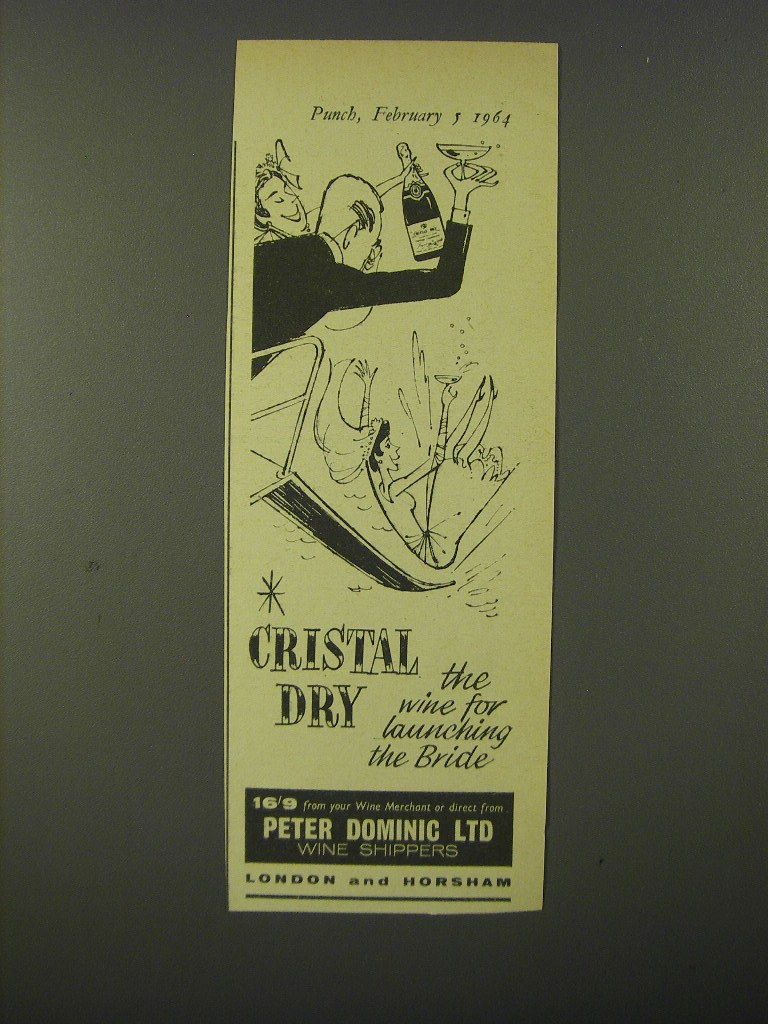 Punch, February 5 1964
CRISTAL
DRY
the
wine for
launching
the Bride
16'9 from your Wine Merchant or direct from
PETER DOMINIC LTD
WINE SHIPPERS
LONDON and HORSHAM